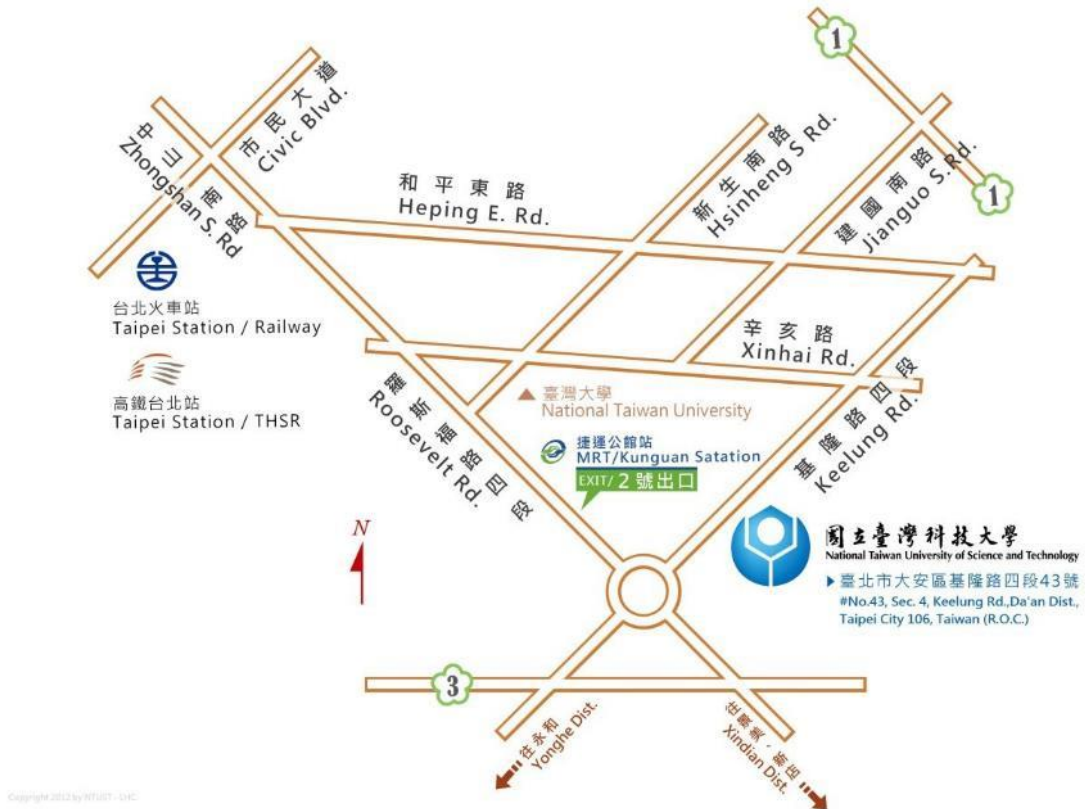 1
市民大道
Civic Blvd.
中山南路
Zhongshan S. Rd
和平東路
Heping E. Rd.
新生南路
Hsinheng S Rd.
建國南路
Jianguo S. Rd.
1
台北火車站
Taipei Station / Railway
高鐵台北站
Taipei Station / THSR
辛亥路
Xinhai Rd.
羅斯福路四段
Roosevelt Rd.
臺灣大學
National Taiwan University
捷運公館站
MRT/Kunguan Satation
EXIT/ 2 號出口
基隆路四段
Keelung Rd.
N
國立臺灣科技大學
National Taiwan University of Science and Technology
臺北市大安區基隆路四段43號
#No.43, Sec. 4, Keelung Rd.,Da'an Dist.,
Taipei City 106, Taiwan (R.O.C.)
3
往永和
Yonghe Dist.
往景美、新店
Xindian Dist.
Copyright 2012 by NTUST - LHC